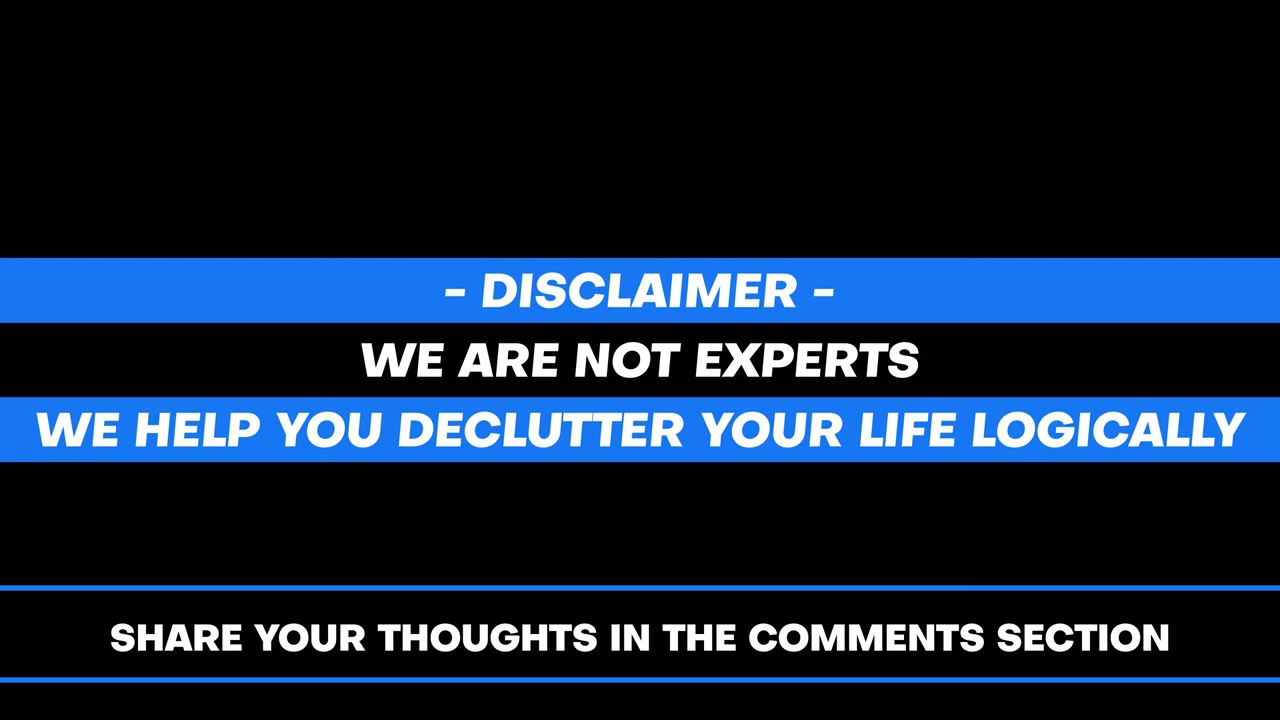 - DISCLAIMER -
WE ARE NOT EXPERTS
WE HELP YOU DECLUTTER YOUR LIFE LOGICALLY
SHARE YOUR THOUGHTS IN THE COMMENTS SECTION